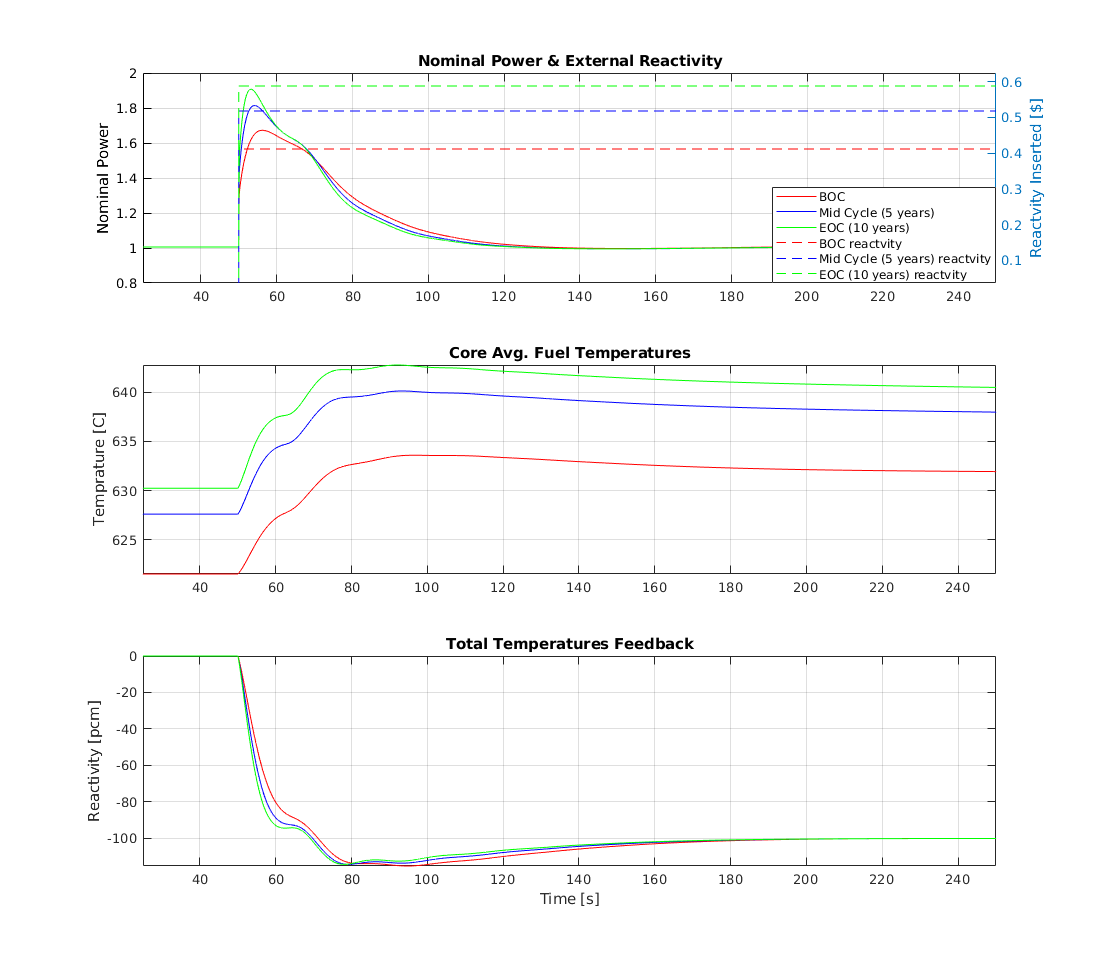 Nominal Power & External Reactivity
2
1.8
1.6
1.4
1.2
1
0.8
Nominal Power
0.6
0.5
0.4
0.3
0.2
0.1
Reactvity Inserted [$]
BOC
Mid Cycle (5 years)
EOC (10 years)
BOC reactvity
Mid Cycle (5 years) reactvity
EOC (10 years) reactvity
40 60 80 100 120 140 160 180 200 220 240
Core Avg. Fuel Temperatures
640
635
630
625
Temprature [C]
40 60 80 100 120 140 160 180 200 220 240
Total Temperatures Feedback
0
-20
-40
-60
-80
-100
Reactivity [pcm]
40 60 80 100 120 140 160 180 200 220 240
Time [s]